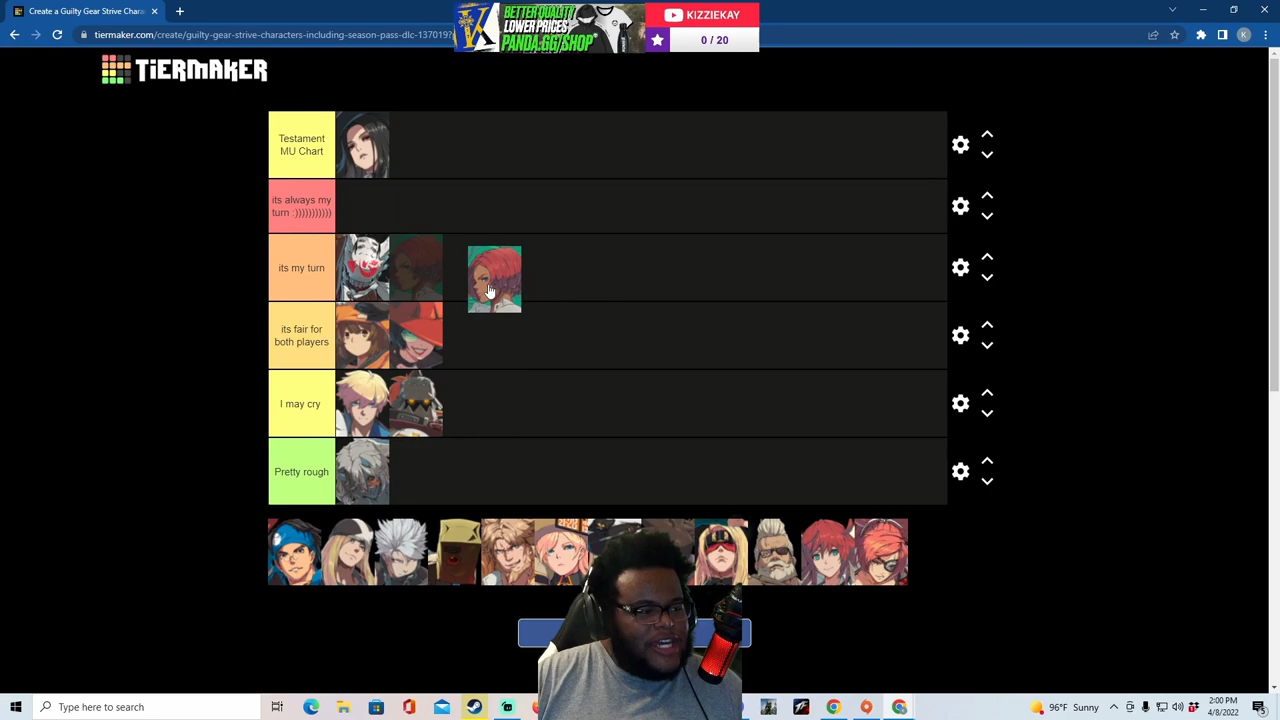 Create a Guilty Gear Strive Chara
tiermaker.com/create/guilty-gear-strive-characters-including-season-pass-dlc-137019
BETTER QUALITY
LOWER PRICES
PANDA.GG/SHOP
KIZZIEKAY
0 / 20
K
TiERMAKER
Testament
MU Chart
its always my
turn :)))))))))))
its my turn
its fair for
both players
I may cry
Pretty rough
Type here to search
96°F Sunny
2:00 PM
4/8/2022
5